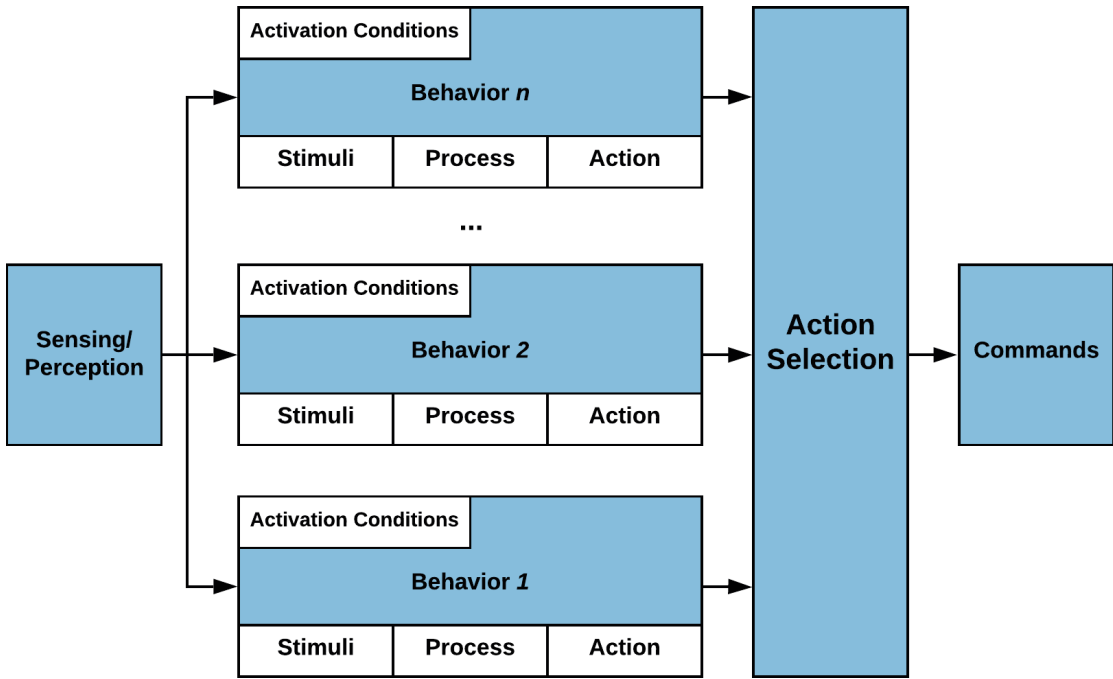 Activation Conditions
Behavior n
Stimuli Process Action
...
Sensing/
Perception
Activation Conditions
Behavior 2
Stimuli Process Action
Activation Conditions
Behavior 1
Stimuli Process Action
Action
Selection
Commands